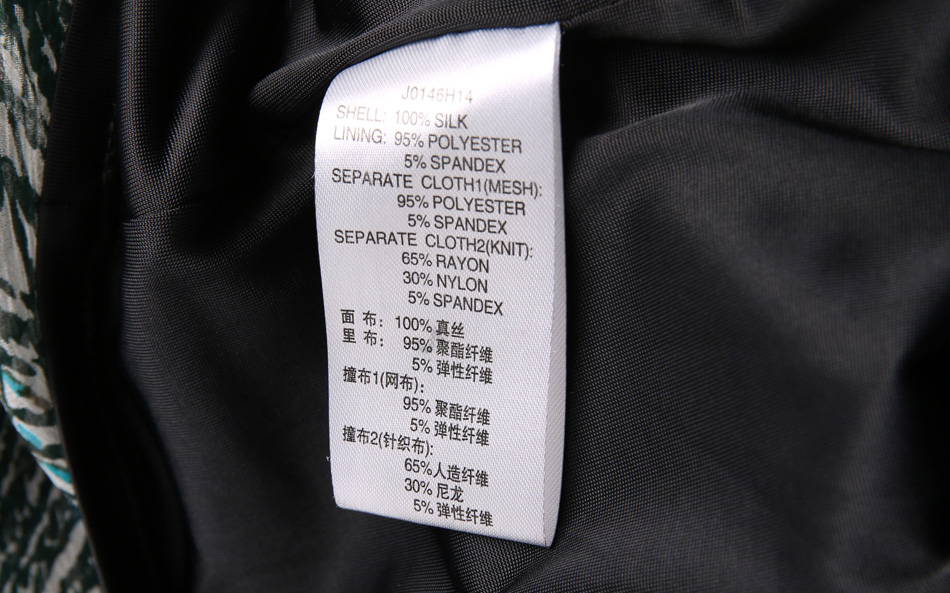 J0146H14
SHELL: 100% SILK
LINING: 95% POLYESTER
5% SPANDEX
SEPARATE CLOTH1(MESH):
95% POLYESTER
5% SPANDEX
SEPARATE CLOTH2(KNIT):
65% RAYON
30% NYLON
5% SPANDEX
面 布: 100% 真丝
里 布: 95% 聚酯纤维
5% 弹性纤维
撞布1(网布):
95% 聚酯纤维
5% 弹性纤维
撞布2(针织布):
65%人造纤维
30% 尼龙
5% 弹性纤维